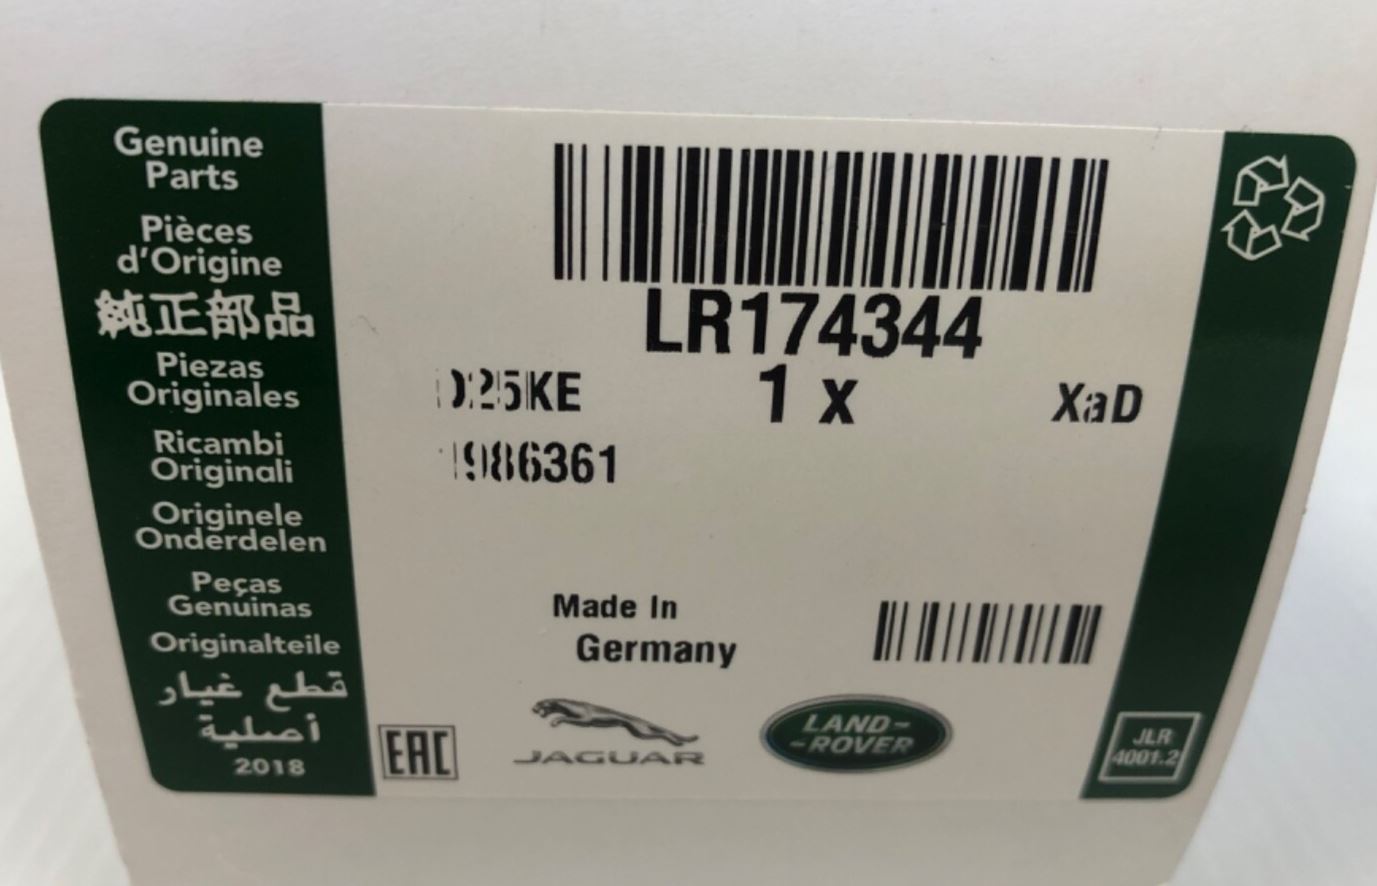 Genuine
Parts
Pièces
d'Origine
純正部品
Piezas
Originales
Ricambi
Originali
Originele
Onderdelen
Peças
Genuinas
Originalteile
قطع غيار
أصلية
2018
LR174344
1 x
XaD
Made In
Germany
EAC
JAGUAR
LAND-
-ROVER
JLR
4001.2